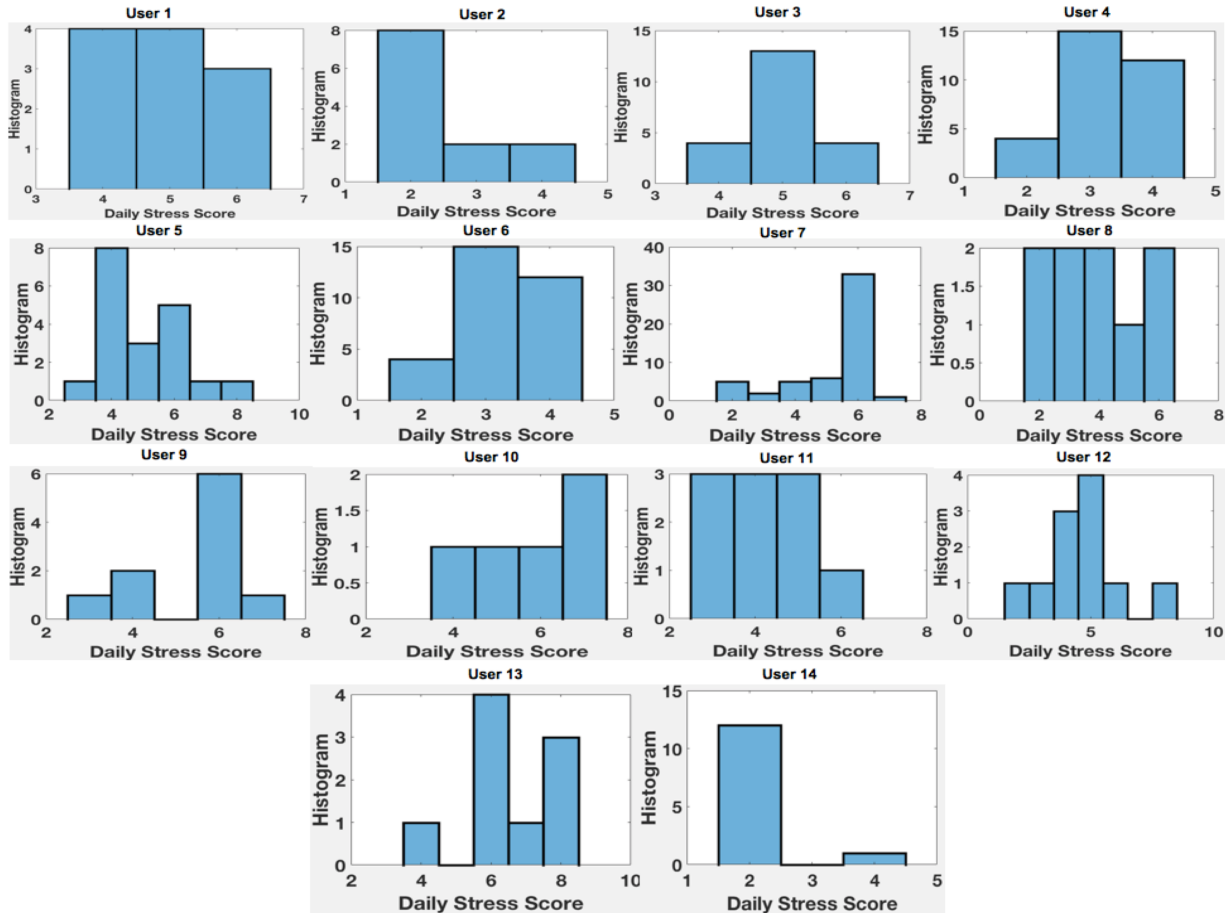 User 1
4
3
2
1
0
3 4 5 6 7
Histogram
Daily Stress Score
User 2
8
6
4
2
0
1 2 3 4 5
Histogram
Daily Stress Score
User 3
15
10
5
0
3 4 5 6 7
Histogram
Daily Stress Score
User 4
15
10
5
0
1 2 3 4 5
Histogram
Daily Stress Score
User 5
8
6
4
2
0
2 4 6 8 10
Histogram
Daily Stress Score
User 6
15
10
5
0
1 2 3 4 5
Histogram
Daily Stress Score
User 7
40
30
20
10
0
0 2 4 6 8
Histogram
Daily Stress Score
User 8
2
1.5
1
0.5
0
0 2 4 6 8
Histogram
Daily Stress Score
User 9
6
4
2
0
2 4 6 8
Histogram
Daily Stress Score
User 10
2
1.5
1
0.5
0
2 4 6 8
Histogram
Daily Stress Score
User 11
3
2
1
0
2 4 6 8
Histogram
Daily Stress Score
User 12
4
3
2
1
0
0 5 10
Histogram
Daily Stress Score
User 13
4
3
2
1
0
2 4 6 8 10
Histogram
Daily Stress Score
User 14
15
10
5
0
1 2 3 4 5
Histogram
Daily Stress Score